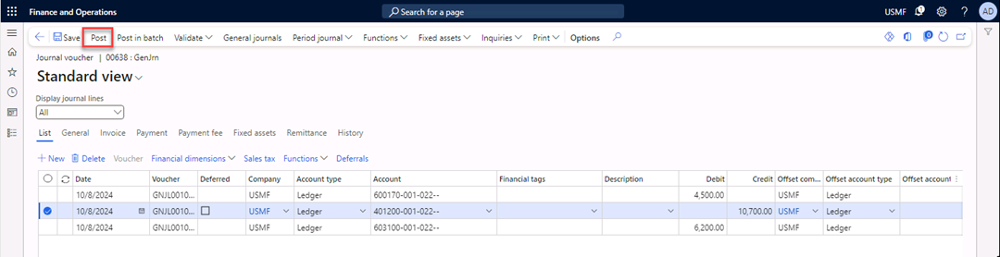 Finance and Operations Search for a page USMF 1 ? AD
Save Post Post in batch Validate General journals Period journal Functions Fixed assets Inquiries Print Options 0
Journal voucher | 00638 : GenJrn
Standard view
Display journal lines
All
List General Invoice Payment Payment fee Fixed assets Remittance History
+ New Delete Voucher Financial dimensions Sales tax Functions Deferrals
Date Voucher Deferred Company Account type Account Financial tags Description Debit Credit Offset com... Offset account type Offset account
10/8/2024 GNJL0010... USMF Ledger 600170-001-022-- 4,500.00 USMF Ledger
10/8/2024 GNJL0010... USMF Ledger 401200-001-022-- 10,700.00 USMF Ledger
10/8/2024 GNJL0010... USMF Ledger 603100-001-022-- 6,200.00 USMF Ledger